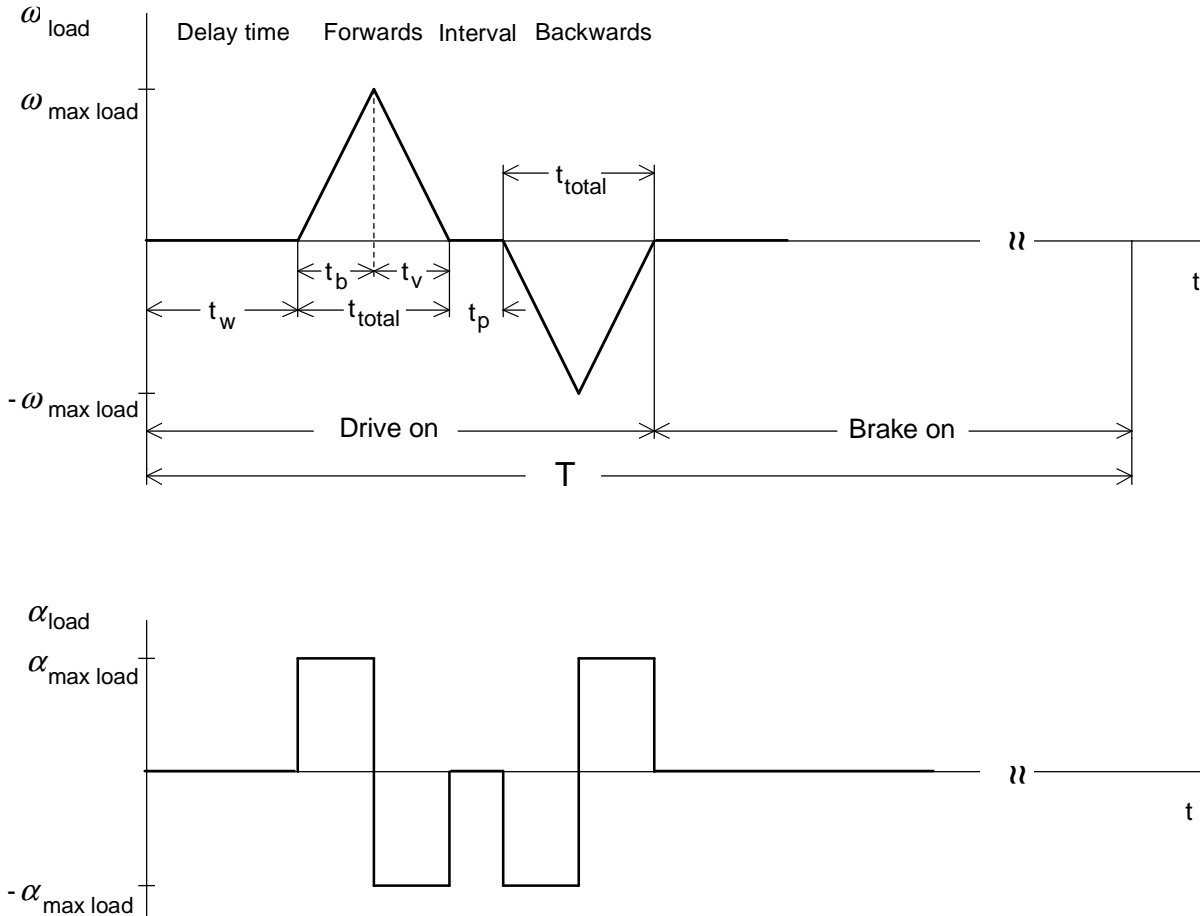 ω load
Delay time Forwards Interval Backwards
ω max load
t total
t b t v
t w t total t p
t
-ω max load
Drive on Brake on
T
α load
α max load
t
-α max load